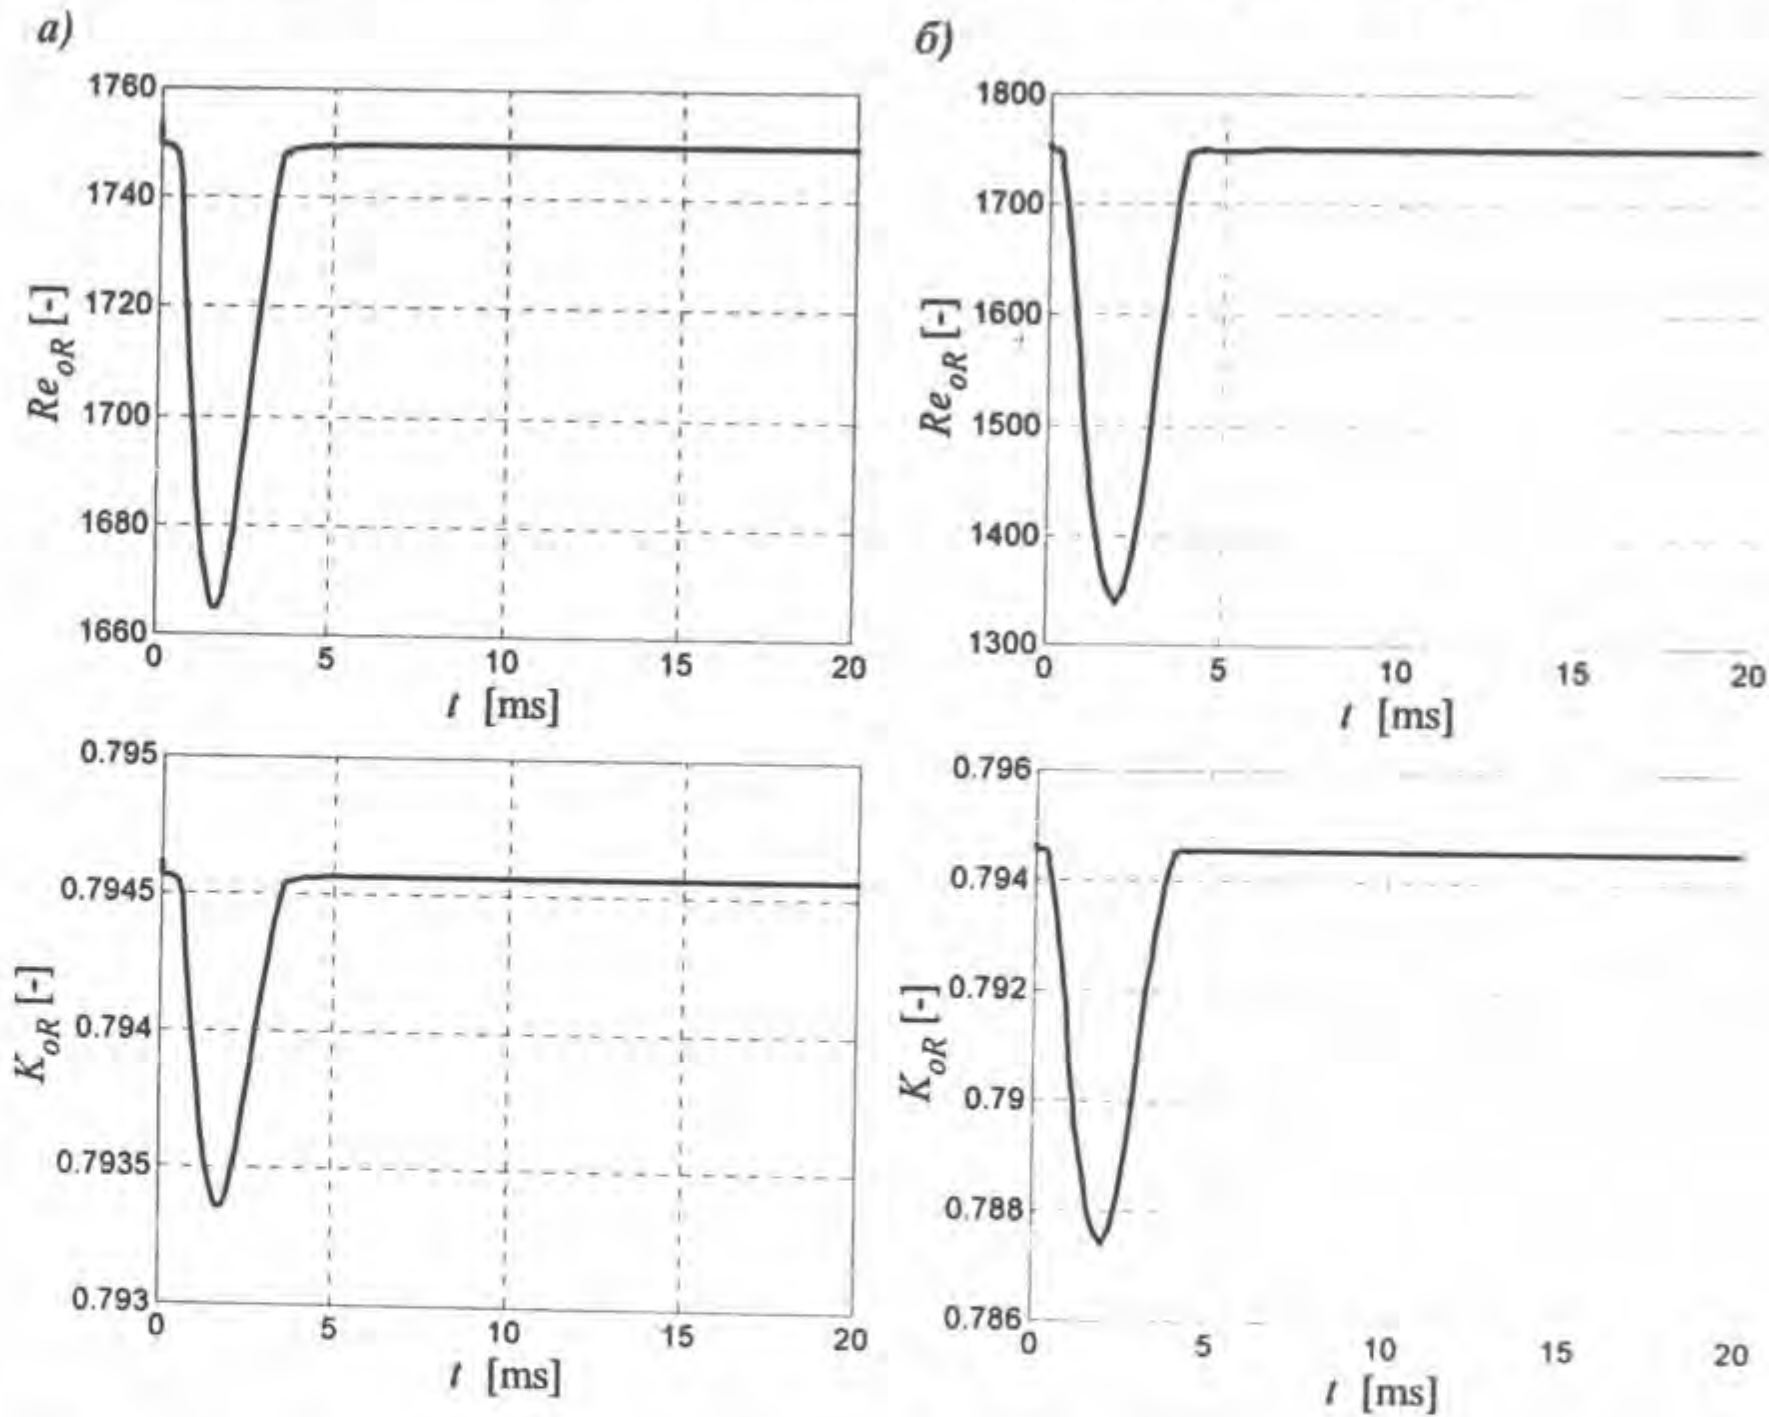 а)
1760
1740
1720
1700
1680
1660
Re_oR [-]
0 5 10 15 20
t [ms]
б)
1800
1700
1600
1500
1400
1300
Re_oR [-]
0 5 10 15 20
t [ms]
0.795
0.7945
0.794
0.7935
0.793
K_oR [-]
0 5 10 15 20
t [ms]
0.796
0.794
0.792
0.79
0.788
0.786
K_oR [-]
0 5 10 15 20
t [ms]